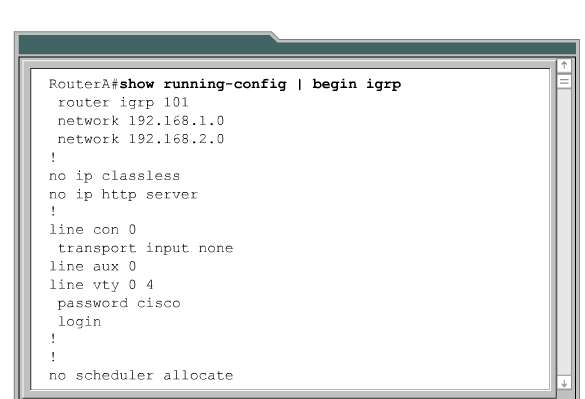 RouterA#show running-config | begin igrp
router igrp 101
network 192.168.1.0
network 192.168.2.0
!
no ip classless
no ip http server
!
line con 0
transport input none
line aux 0
line vty 0 4
password cisco
login
!
!
no scheduler allocate